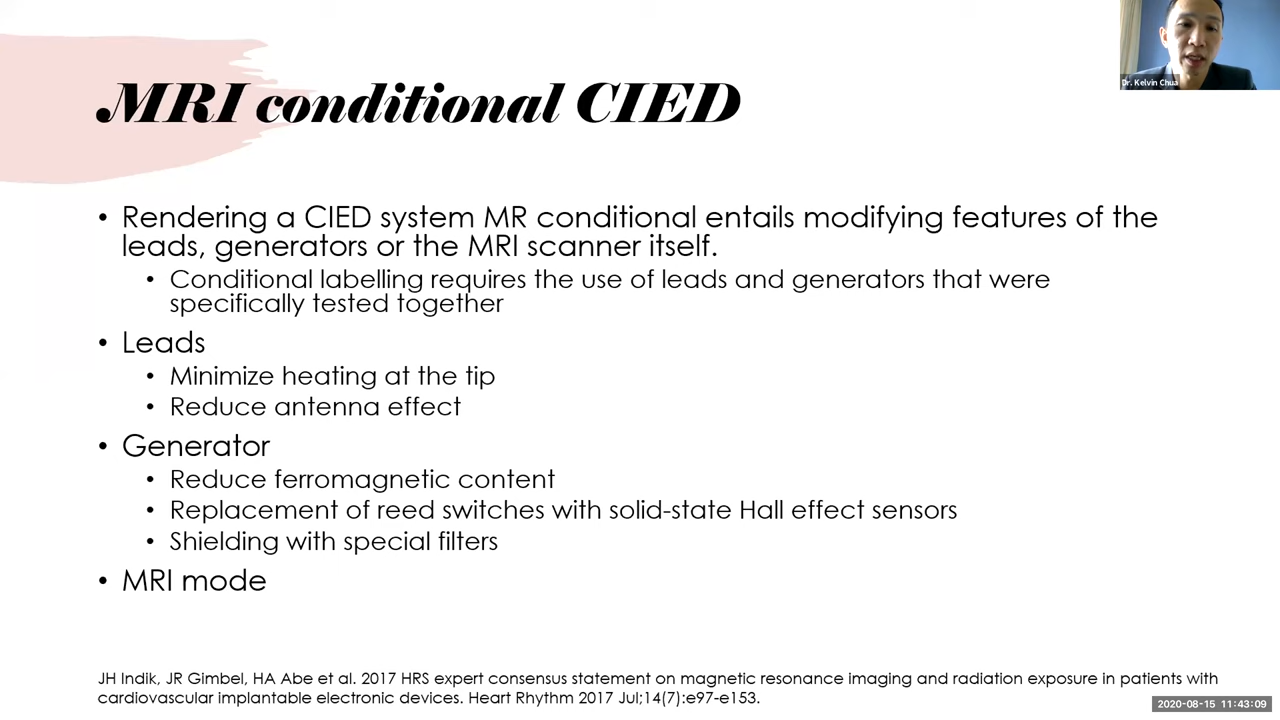 MRI conditional CIED
Dr. Kelvin Chua
• Rendering a CIED system MR conditional entails modifying features of the
leads, generators or the MRI scanner itself.
• Conditional labelling requires the use of leads and generators that were
specifically tested together
• Leads
• Minimize heating at the tip
• Reduce antenna effect
• Generator
• Reduce ferromagnetic content
• Replacement of reed switches with solid-state Hall effect sensors
• Shielding with special filters
• MRI mode
JH Indik, JR Gimbel, HA Abe et al. 2017 HRS expert consensus statement on magnetic resonance imaging and radiation exposure in patients with
cardiovascular implantable electronic devices. Heart Rhythm 2017 Jul;14(7):e97-e153.
2020-08-15 11:43:09